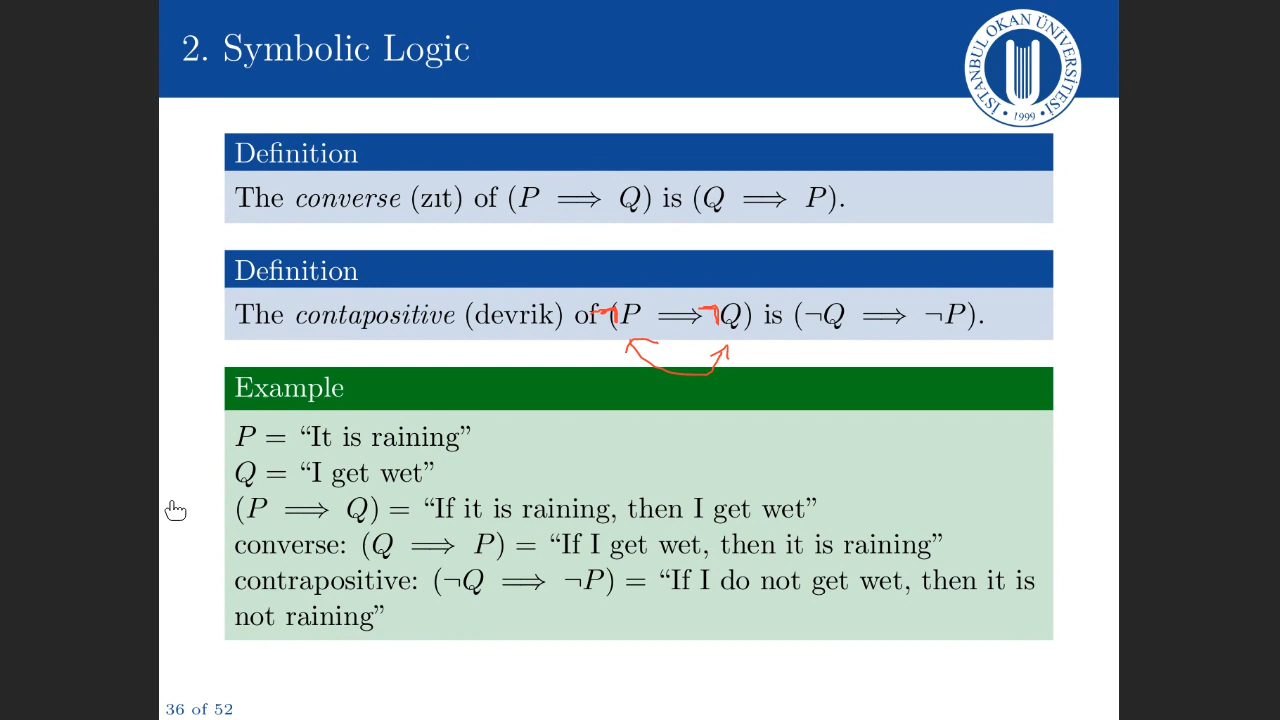 2. Symbolic Logic
İSTANBUL OKAN ÜNİVERSİTESİ
1999
Definition
The converse (zıt) of (P ⟹ Q) is (Q ⟹ P).
Definition
The contapositive (devrik) of ¬(P ⟹ ¬Q) is (¬Q ⟹ ¬P).
Example
P = “It is raining”
Q = “I get wet”
(P ⟹ Q) = “If it is raining, then I get wet”
converse: (Q ⟹ P) = “If I get wet, then it is raining”
contrapositive: (¬Q ⟹ ¬P) = “If I do not get wet, then it is
not raining”
36 of 52